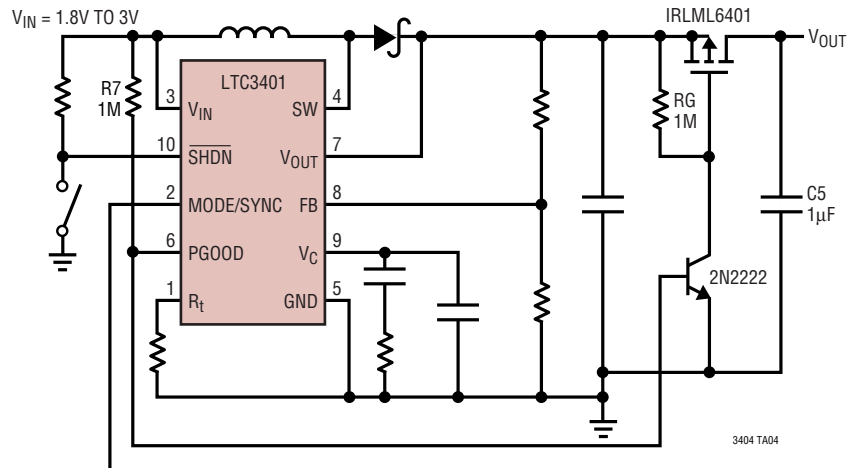 V_IN = 1.8V TO 3V
IRLML6401
V_OUT
R7
1M
LTC3401
3
V_IN
SW
4
10
SHDN
V_OUT
7
2
MODE/SYNC
FB
8
6
PGOOD
V_C
9
1
R_t
GND
5
RG
1M
C5
1µF
2N2222
3404 TA04